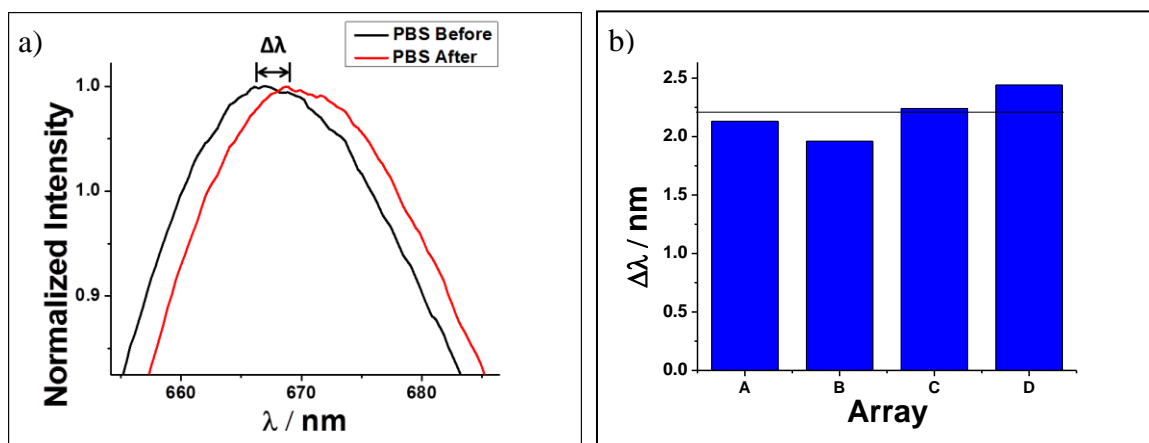 a)
PBS Before
PBS After
Δλ
1.0
1.0
0.9
Normalized Intensity
660
670
680
λ / nm
b)
2.5
2.0
1.5
1.0
0.5
0.0
Δλ / nm
A
B
C
D
Array